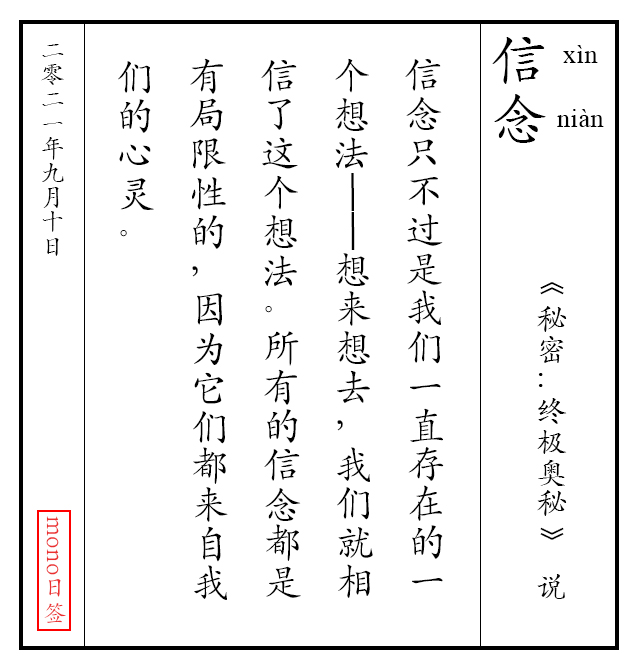 信念
xìn
niàn
《秘密:终极奥秘》 说
信念只不过是我们一直存在的一
个想法——想来想去,我们就相
信了这个想法。所有的信念都是
有局限性的,因为它们都来自我
们的心灵。
二零二一年九月十日
mono日签